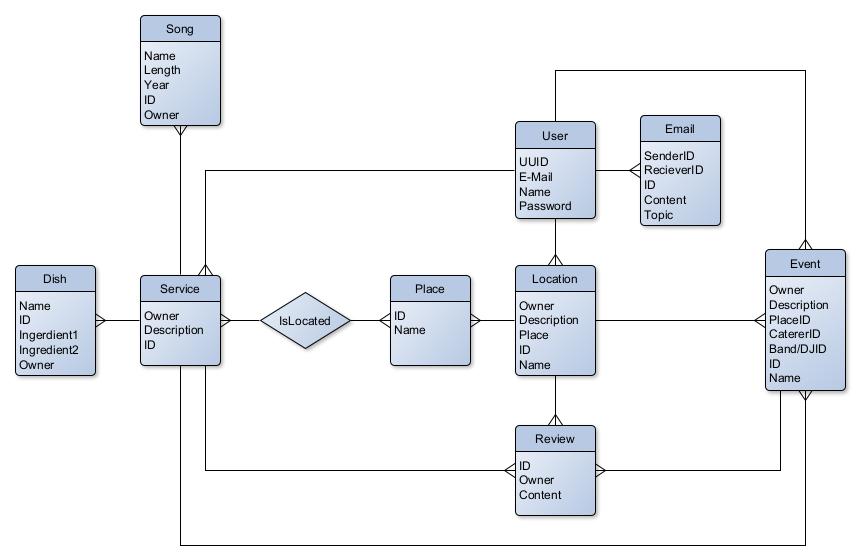 Song
Name
Length
Year
ID
Owner
User
UUID
E-Mail
Name
Password
Email
SenderID
RecieverID
ID
Content
Topic
Dish
Name
ID
Ingerdient1
Ingredient2
Owner
Service
Owner
Description
ID
IsLocated
Place
ID
Name
Location
Owner
Description
Place
ID
Name
Event
Owner
Description
PlaceID
CatererID
Band/DJID
ID
Name
Review
ID
Owner
Content